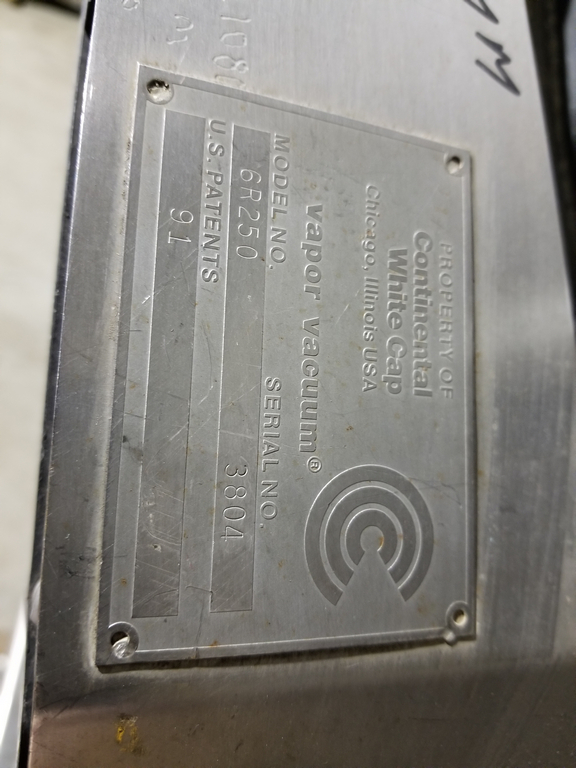 PROPERTY OF
Continental
White Cap
Chicago, Illinois USA
vapor vacuum®
MODEL NO. SERIAL NO.
6R250 3804
U.S. PATENTS
91